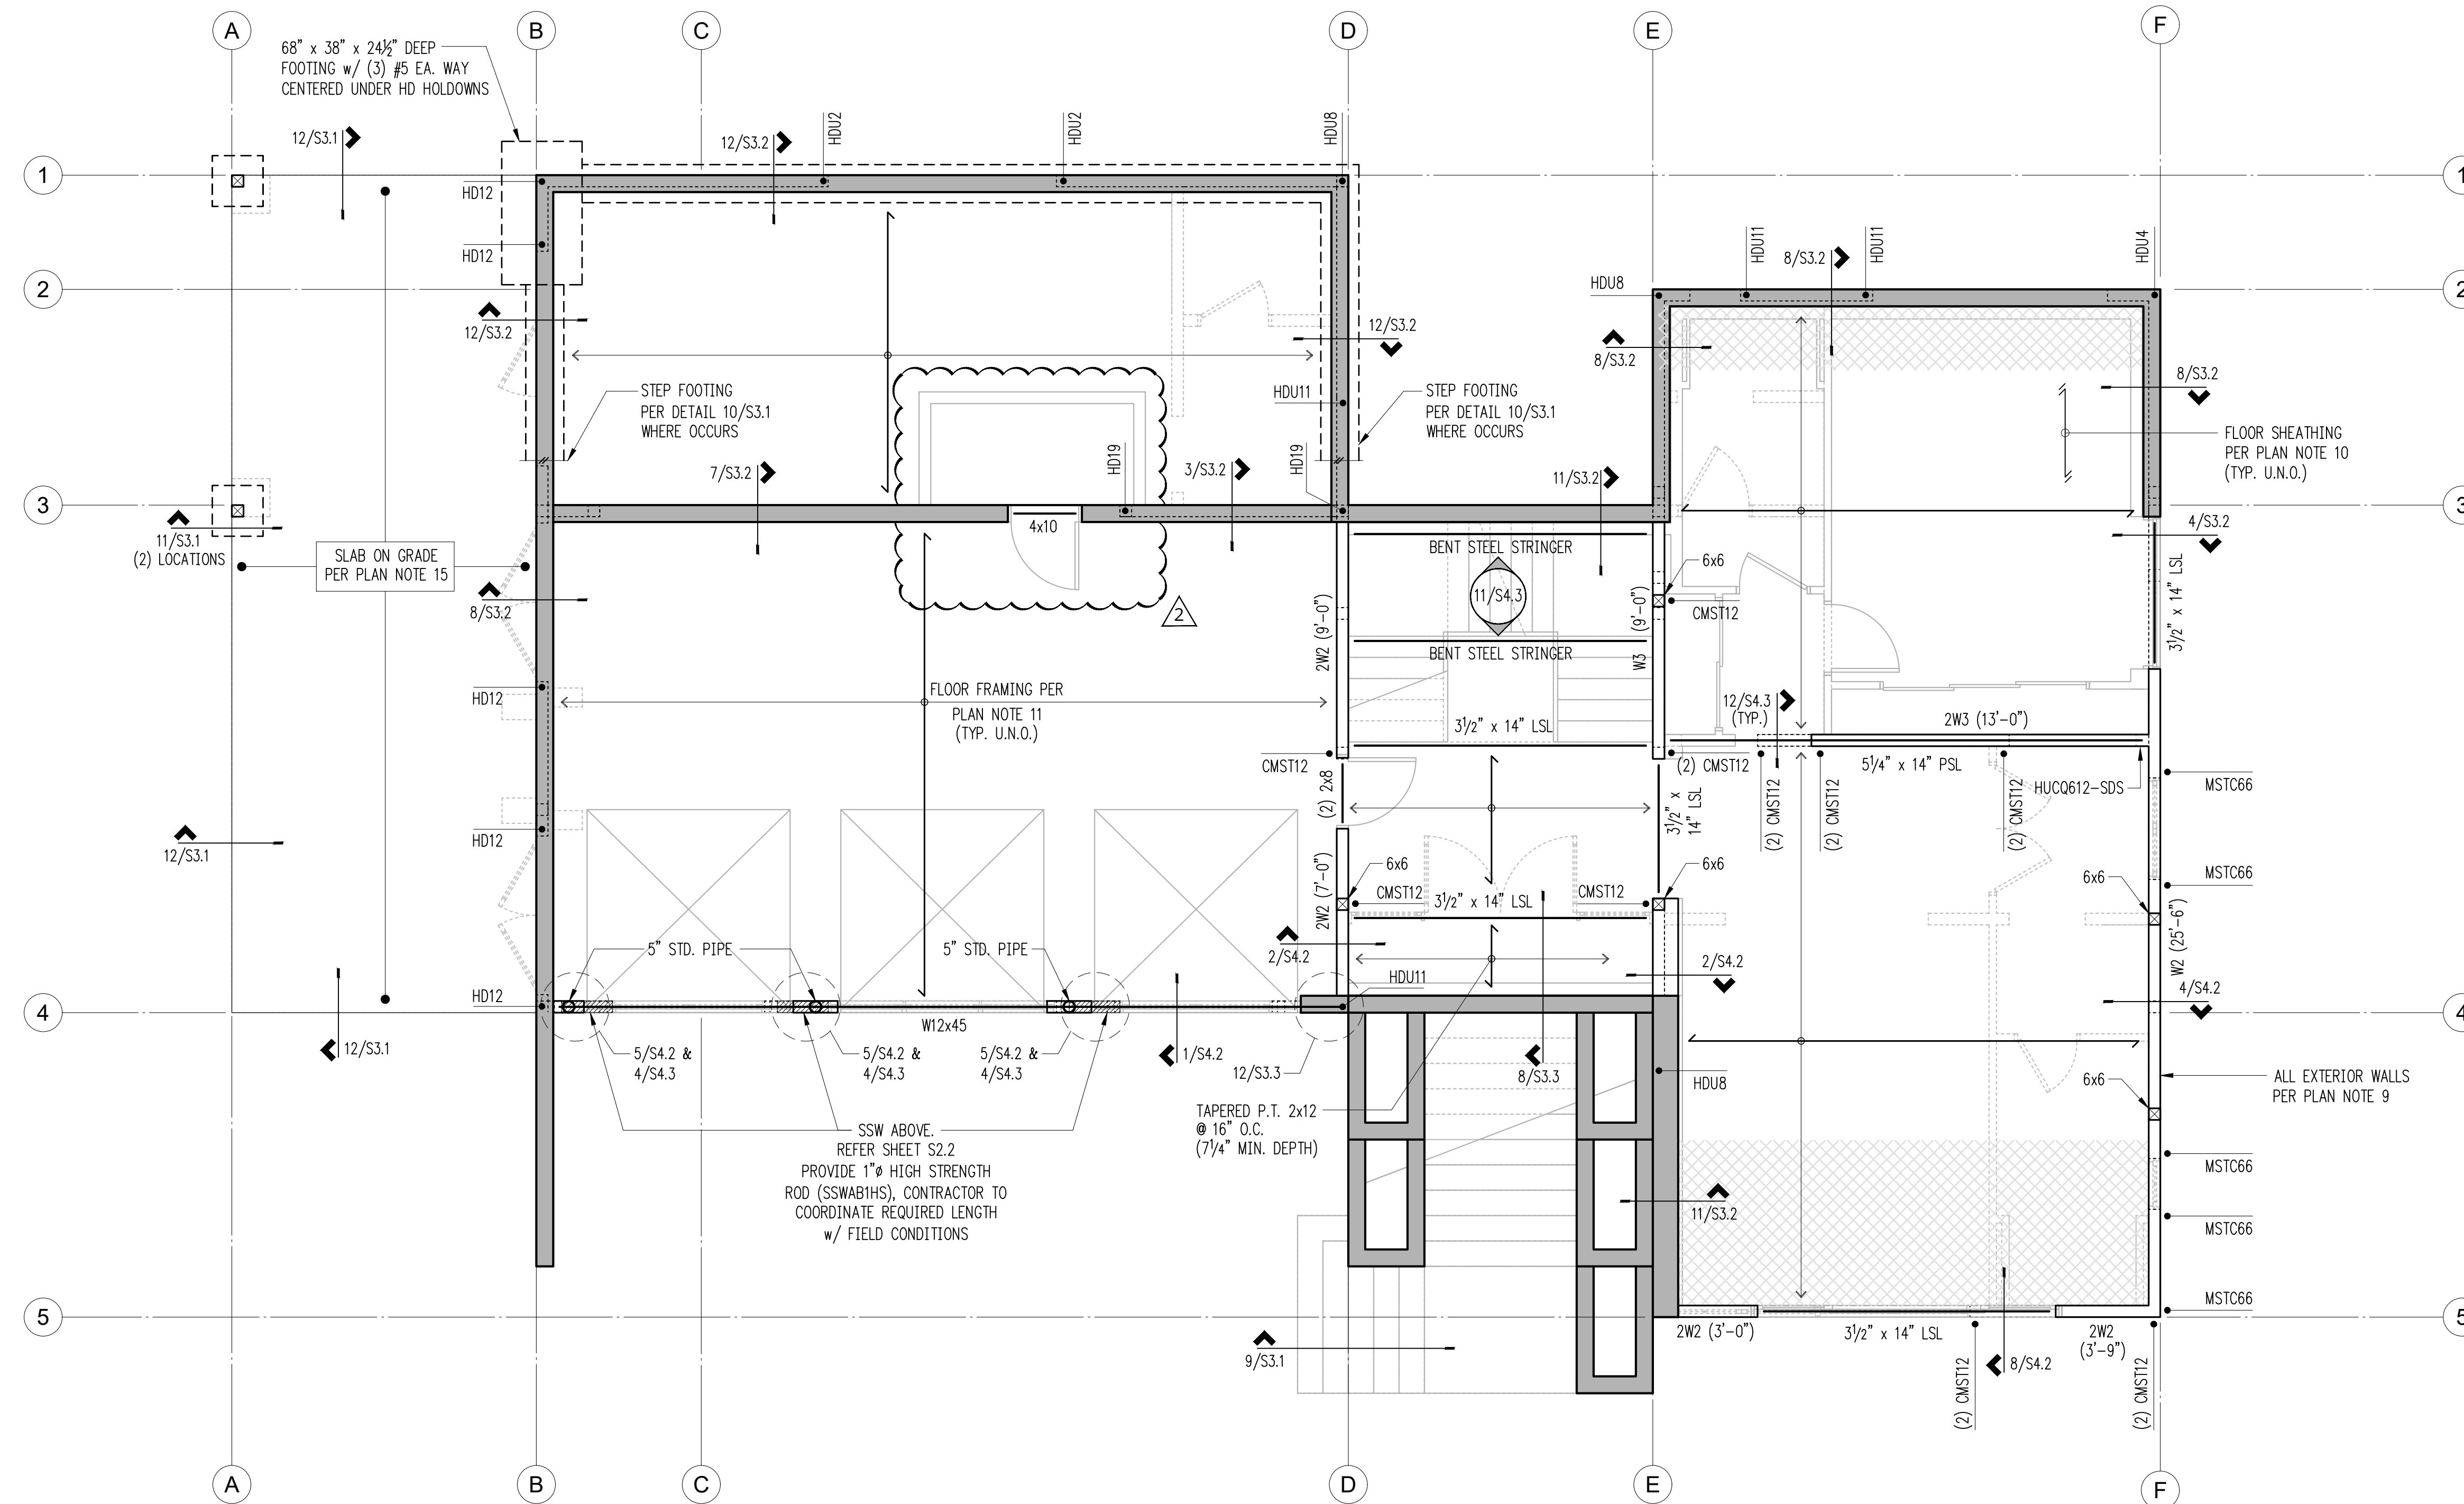 A
B
C
D
E
F
68" x 38" x 24½" DEEP
FOOTING w/ (3) #5 EA. WAY
CENTERED UNDER HD HOLDOWNS
12/S3.1
12/S3.2
HDU2
HDU2
HDU8
1
1
HD12
HD12
HDU11
8/S3.2
HDU11
HDU4
2
HDU8
2
12/S3.2
12/S3.2
8/S3.2
8/S3.2
STEP FOOTING
PER DETAIL 10/S3.1
WHERE OCCURS
HDU11
STEP FOOTING
PER DETAIL 10/S3.1
WHERE OCCURS
FLOOR SHEATHING
PER PLAN NOTE 10
(TYP. U.N.O.)
7/S3.2
HD19
3/S3.2
HD19
11/S3.2
3
3
4x10
11/S3.1
(2) LOCATIONS
SLAB ON GRADE
PER PLAN NOTE 15
BENT STEEL STRINGER
6x6
4/S3.2
8/S3.2
2
11/S4.3
2W2 (9'-0")
W3 (9'-0")
CMST12
3½" x 14" LSL
BENT STEEL STRINGER
HD12
FLOOR FRAMING PER
PLAN NOTE 11
(TYP. U.N.O.)
3½" x 14" LSL
12/S4.3
(TYP.)
2W3 (13'-0")
CMST12
(2) 2x8
(2) CMST12
5¼" x 14" PSL
HUCQ612-SDS
MSTC66
3½" x
14" LSL
(2) CMST12
(2) CMST12
(2) CMST12
HD12
12/S3.1
6x6
6x6
6x6
MSTC66
2W2 (7'-0")
CMST12
3½" x 14" LSL
CMST12
W2 (25'-6")
5" STD. PIPE
5" STD. PIPE
2/S4.2
HDU11
2/S4.2
HD12
4/S4.2
4
4
W12x45
12/S3.1
5/S4.2 &
4/S4.3
5/S4.2 &
4/S4.3
5/S4.2 &
4/S4.3
1/S4.2
12/S3.3
8/S3.3
HDU8
6x6
ALL EXTERIOR WALLS
PER PLAN NOTE 9
TAPERED P.T. 2x12
@ 16" O.C.
(7¼" MIN. DEPTH)
SSW ABOVE.
REFER SHEET S2.2
PROVIDE 1"ø HIGH STRENGTH
ROD (SSWAB1HS), CONTRACTOR TO
COORDINATE REQUIRED LENGTH
w/ FIELD CONDITIONS
MSTC66
11/S3.2
MSTC66
MSTC66
5
5
9/S3.1
2W2 (3'-0")
3½" x 14" LSL
2W2
(3'-9")
(2) CMST12
8/S4.2
(2) CMST12
A
B
C
D
E
F